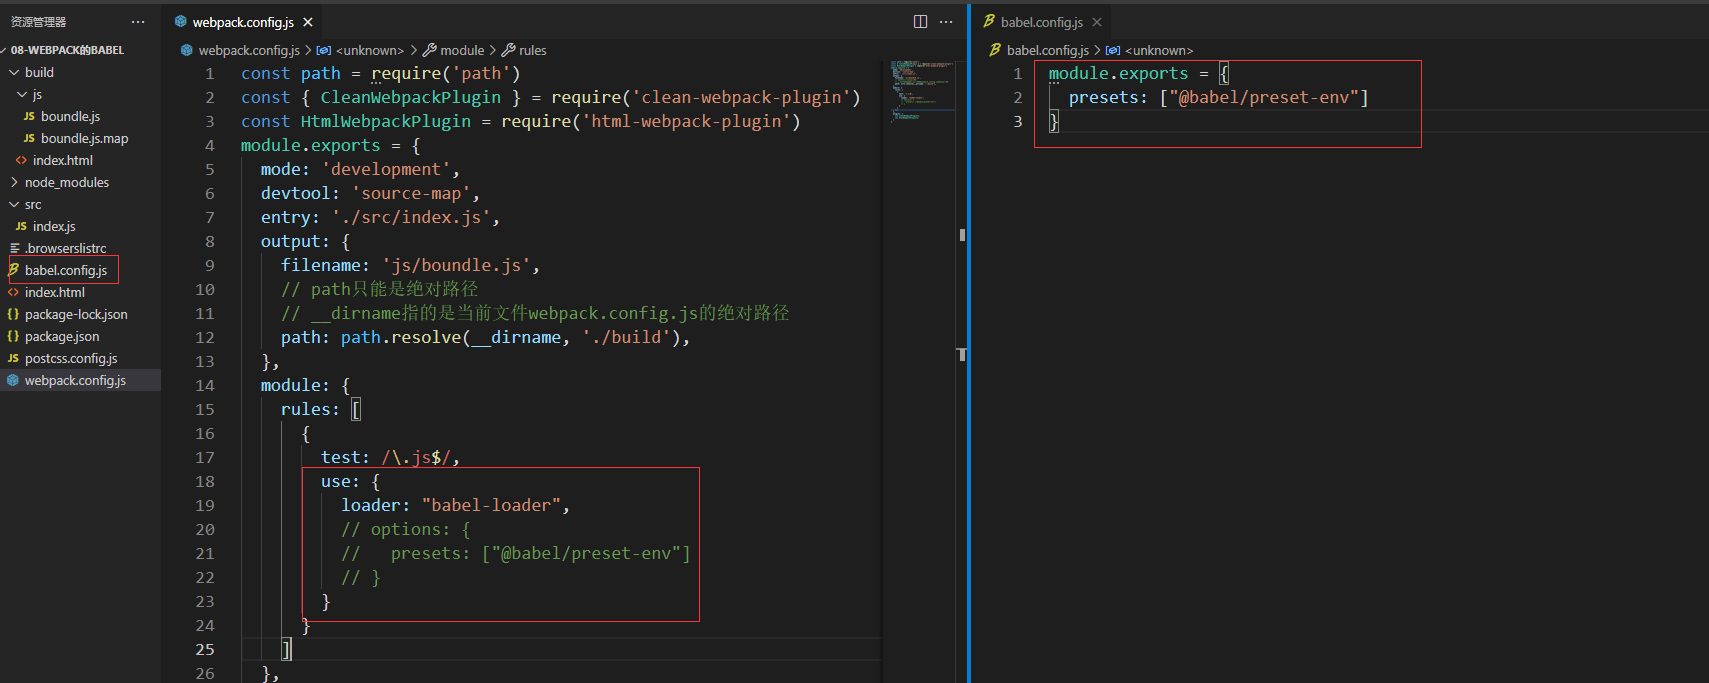 资源管理器 ···
08-WEBPACK的BABEL
build
js
boundle.js
boundle.js.map
index.html
node_modules
src
index.js
.browserslistrc
babel.config.js
index.html
package-lock.json
package.json
postcss.config.js
webpack.config.js
webpack.config.js ×
webpack.config.js > <unknown> > module > rules
1 const path = require('path')
2 const { CleanWebpackPlugin } = require('clean-webpack-plugin')
3 const HtmlWebpackPlugin = require('html-webpack-plugin')
4 module.exports = {
5 mode: 'development',
6 devtool: 'source-map',
7 entry: './src/index.js',
8 output: {
9 filename: 'js/boundle.js',
10 // path只能是绝对路径
11 // __dirname指的是当前文件webpack.config.js的绝对路径
12 path: path.resolve(__dirname, './build'),
13 },
14 module: {
15 rules: [
16 {
17 test: /\.js$/,
18 use: {
19 loader: "babel-loader",
20 // options: {
21 //   presets: ["@babel/preset-env"]
22 // }
23 }
24 }
25 ]
26 },
babel.config.js ×
babel.config.js > <unknown>
1 module.exports = {
2 presets: ["@babel/preset-env"]
3 }